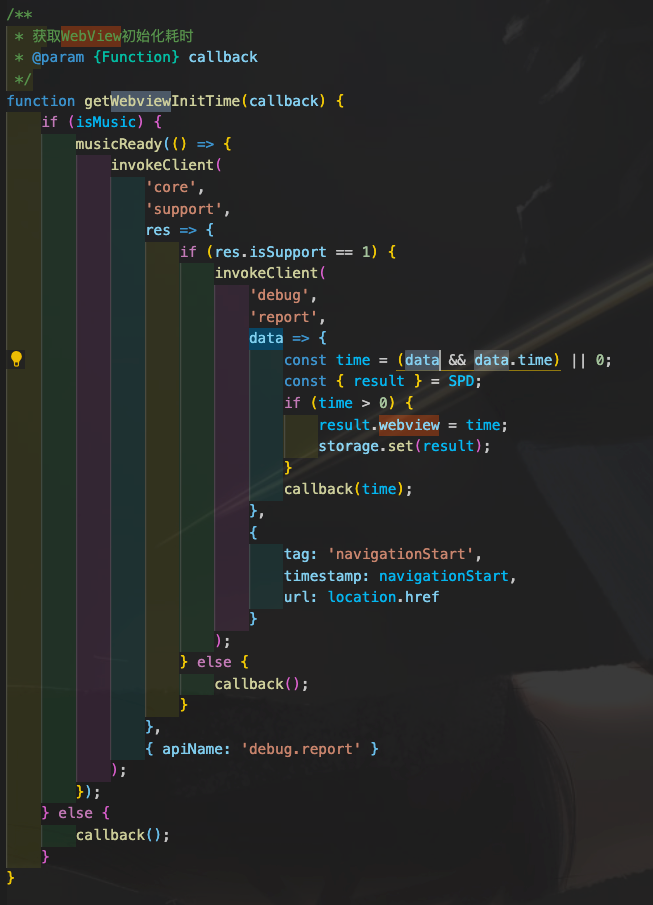 /**
 * 获取WebView初始化耗时
 * @param {Function} callback
 */
function getWebviewInitTime(callback) {
    if (isMusic) {
        musicReady(() => {
            invokeClient(
                'core',
                'support',
                res => {
                    if (res.isSupport == 1) {
                        invokeClient(
                            'debug',
                            'report',
                            data => {
                                const time = (data && data.time) || 0;
                                const { result } = SPD;
                                if (time > 0) {
                                    result.webview = time;
                                    storage.set(result);
                                }
                                callback(time);
                            },
                            {
                                tag: 'navigationStart',
                                timestamp: navigationStart,
                                url: location.href
                            }
                        );
                    } else {
                        callback();
                    }
                },
                { apiName: 'debug.report' }
            );
        });
    } else {
        callback();
    }
}